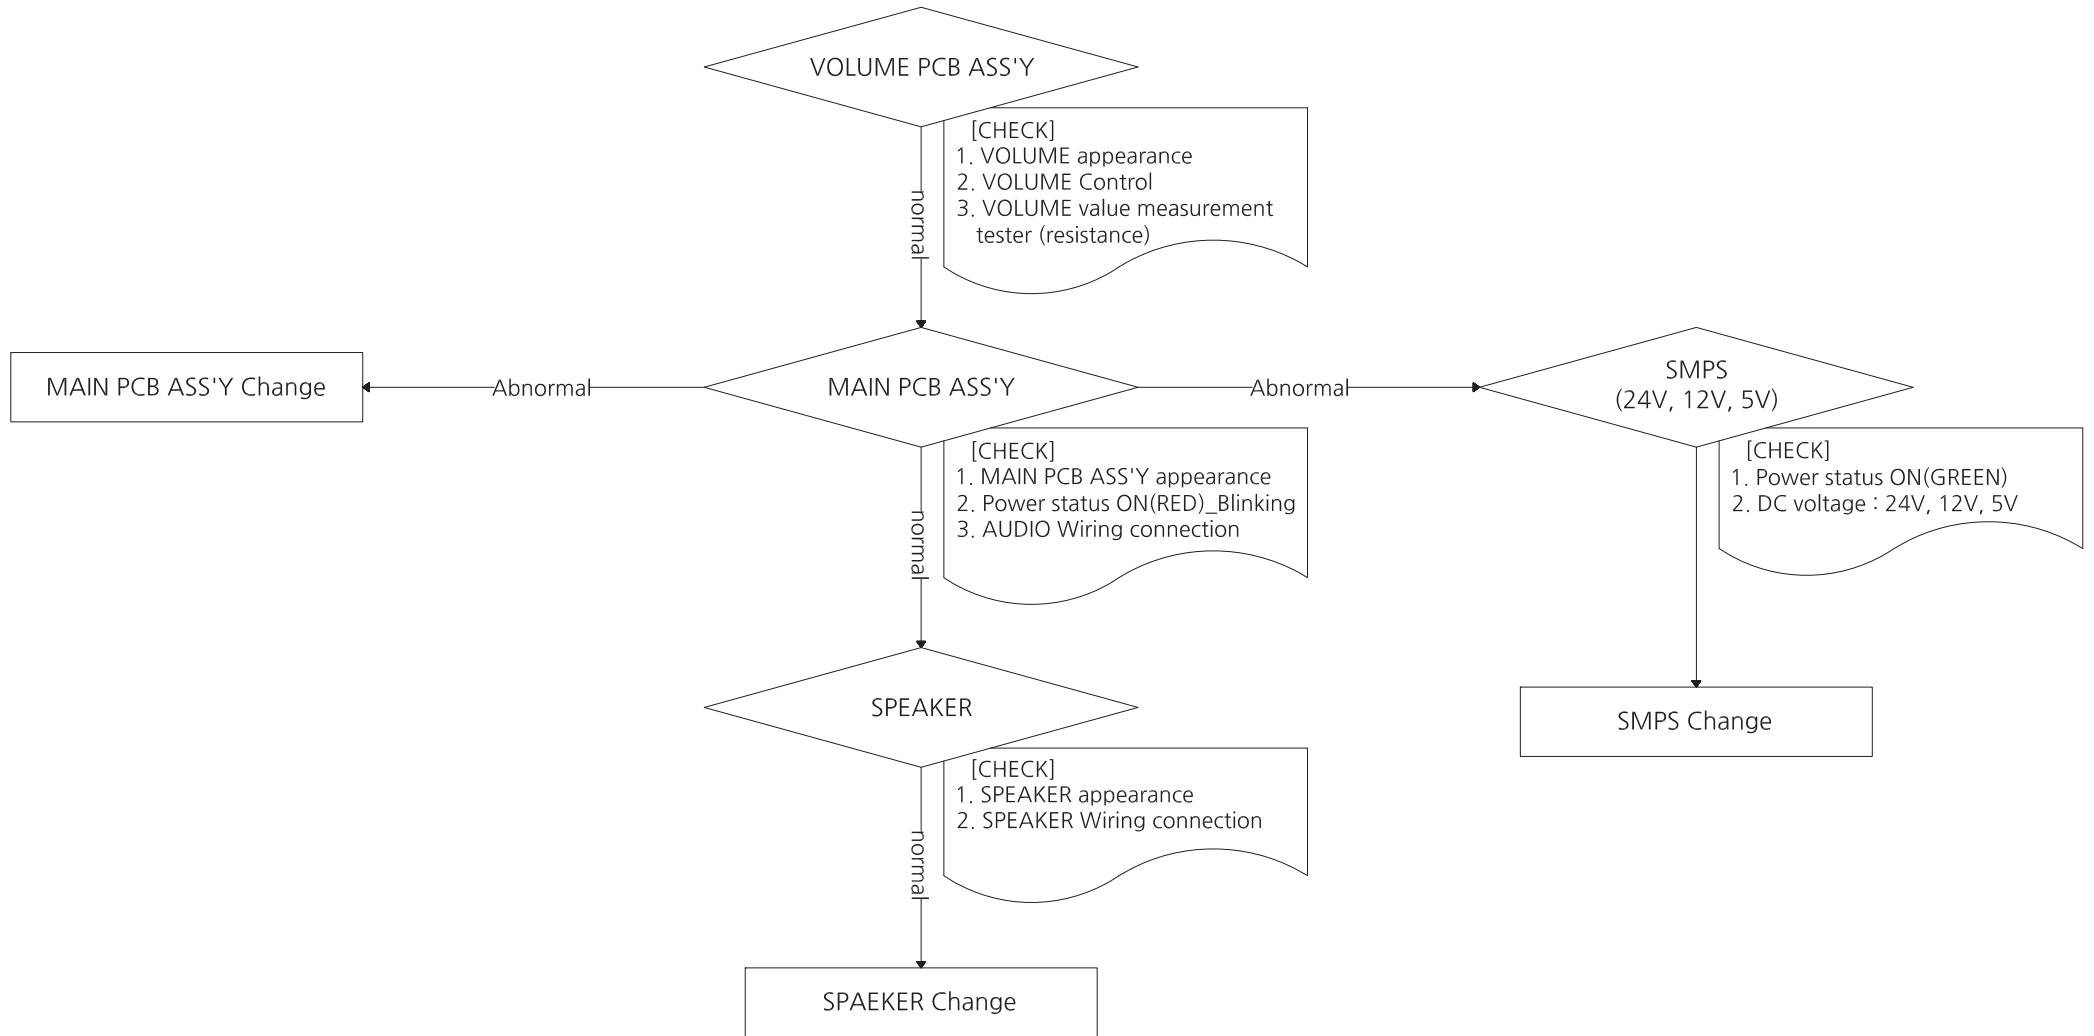 VOLUME PCB ASS'Y
[CHECK]
1. VOLUME appearance
2. VOLUME Control
3. VOLUME value measurement
tester (resistance)
normal
MAIN PCB ASS'Y Change
Abnormal
MAIN PCB ASS'Y
Abnormal
SMPS
(24V, 12V, 5V)
[CHECK]
1. MAIN PCB ASS'Y appearance
2. Power status ON(RED)_Blinking
3. AUDIO Wiring connection
normal
[CHECK]
1. Power status ON(GREEN)
2. DC voltage : 24V, 12V, 5V
SPEAKER
SMPS Change
[CHECK]
1. SPEAKER appearance
2. SPEAKER Wiring connection
normal
SPAEKER Change